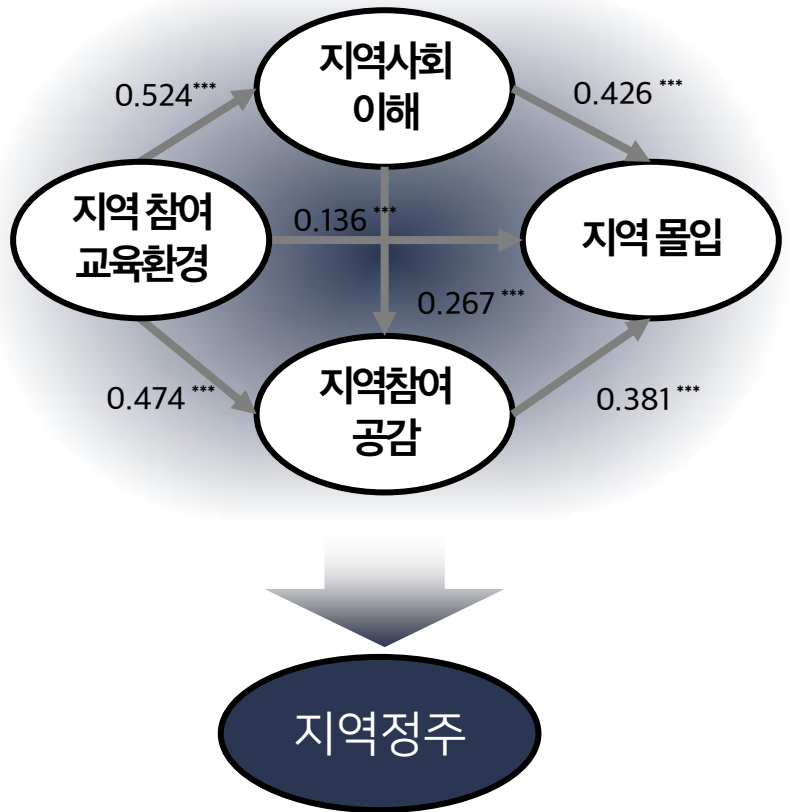 지역사회
이해
0.524***
0.426 ***
지역 참여
교육환경
0.136 ***
지역 몰입
0.267 ***
지역참여
공감
0.474 ***
0.381 ***
지역정주